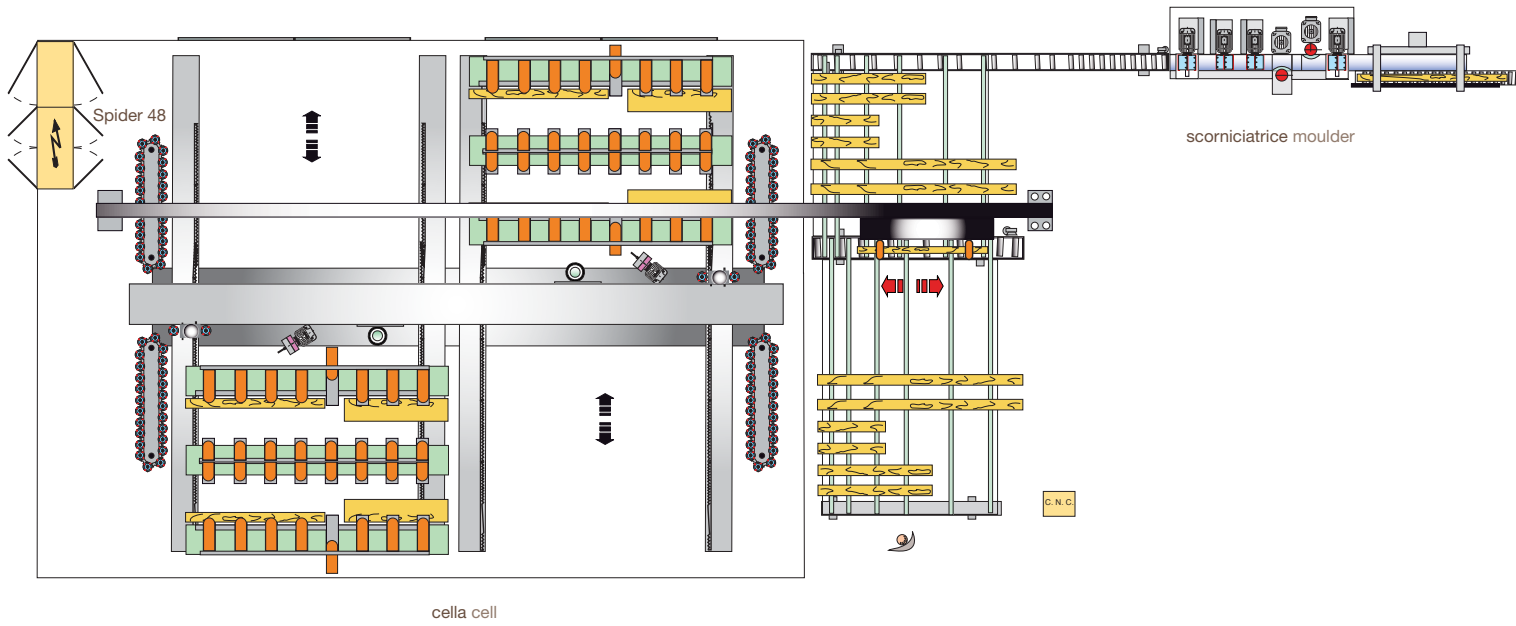 Spider 48
scorniciatrice moulder
C. N. C.
cella cell